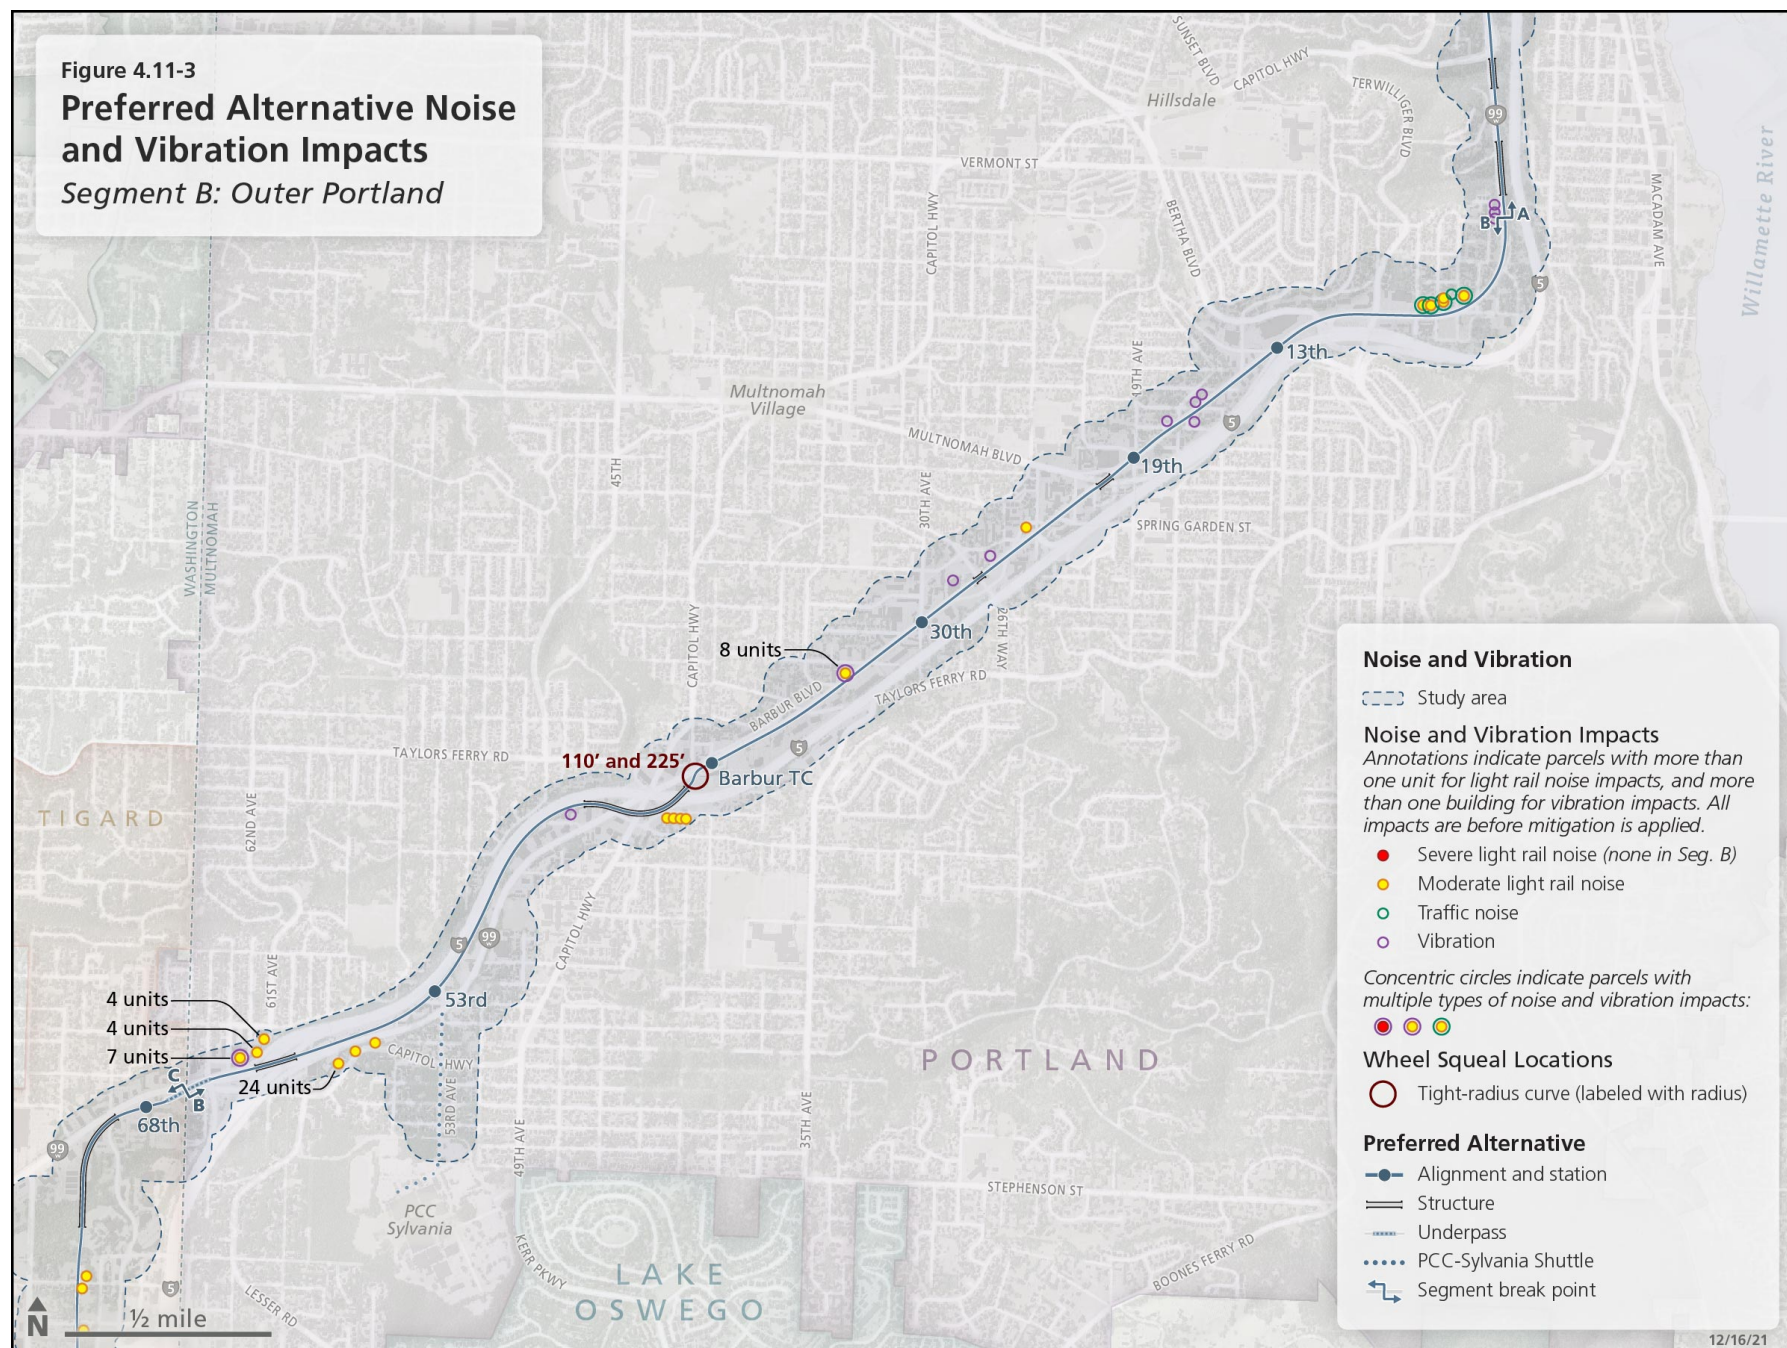 Figure 4.11-3
Preferred Alternative Noise
and Vibration Impacts
Segment B: Outer Portland
SUNSET BLVD
CAPITOL HWY
Hillsdale
TERWILLIGER BLVD
99
VERMONT ST
CAPITOL HWY
BERTHA BLVD
MACADAM AVE
Willamette River
A
B
5
13th
19TH AVE
Multnomah
Village
5
MULTNOMAH BLVD
19th
45TH
30TH AVE
SPRING GARDEN ST
WASHINGTON
MULTNOMAH
30th
26TH WAY
8 units
CAPITOL HWY
BARBUR BLVD
TAYLORS FERRY RD
5
TAYLORS FERRY RD
110’ and 225’
Barbur TC
TIGARD
62ND AVE
CAPITOL HWY
5
99
61ST AVE
53rd
4 units
4 units
7 units
24 units
CAPITOL HWY
C
B
68th
99
53RD AVE
49TH AVE
35TH AVE
PORTLAND
STEPHENSON ST
PCC
Sylvania
KERR PKWY
LAKE
OSWEGO
BOONES FERRY RD
5
LESSER RD
N
½ mile
Noise and Vibration
Study area
Noise and Vibration Impacts
Annotations indicate parcels with more than
one unit for light rail noise impacts, and more
than one building for vibration impacts. All
impacts are before mitigation is applied.
Severe light rail noise (none in Seg. B)
Moderate light rail noise
Traffic noise
Vibration
Concentric circles indicate parcels with
multiple types of noise and vibration impacts:
Wheel Squeal Locations
Tight-radius curve (labeled with radius)
Preferred Alternative
Alignment and station
Structure
Underpass
PCC-Sylvania Shuttle
Segment break point
12/16/21